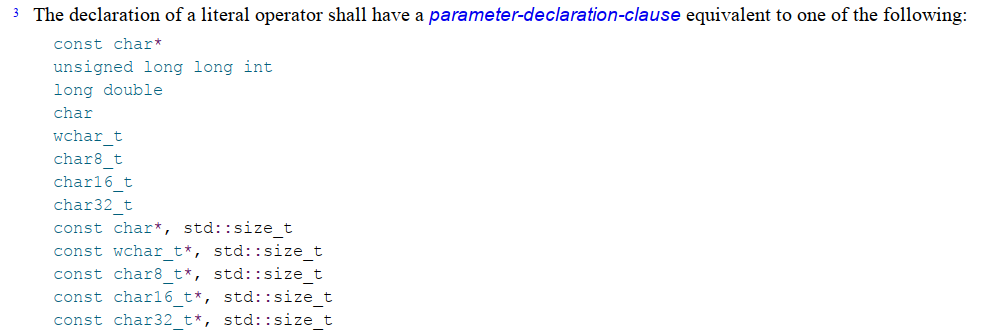 3 The declaration of a literal operator shall have a parameter-declaration-clause equivalent to one of the following:
const char*
unsigned long long int
long double
char
wchar_t
char8_t
char16_t
char32_t
const char*, std::size_t
const wchar_t*, std::size_t
const char8_t*, std::size_t
const char16_t*, std::size_t
const char32_t*, std::size_t